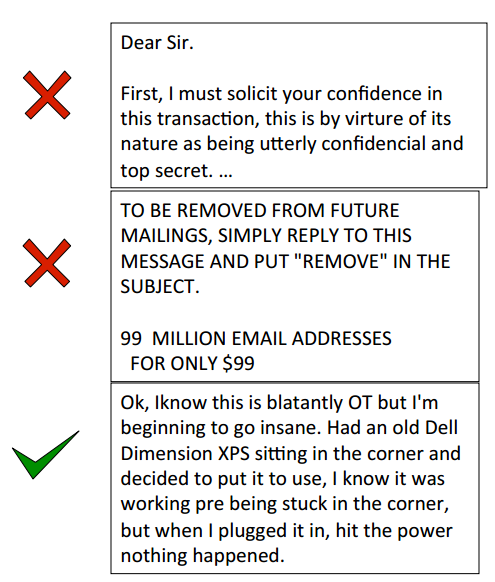 Dear Sir.
First, I must solicit your confidence in
this transaction, this is by virture of its
nature as being utterly confidencial and
top secret. …
TO BE REMOVED FROM FUTURE
MAILINGS, SIMPLY REPLY TO THIS
MESSAGE AND PUT "REMOVE" IN THE
SUBJECT.
99  MILLION EMAIL ADDRESSES
FOR ONLY $99
Ok, Iknow this is blatantly OT but I'm
beginning to go insane. Had an old Dell
Dimension XPS sitting in the corner and
decided to put it to use, I know it was
working pre being stuck in the corner,
but when I plugged it in, hit the power
nothing happened.